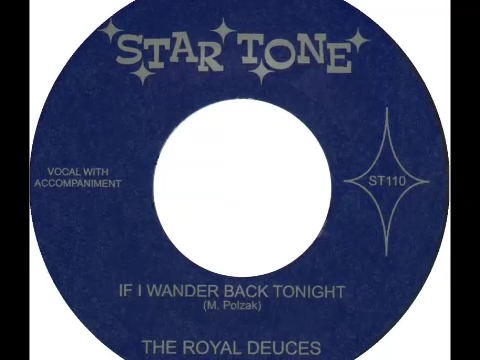 STAR TONE
VOCAL WITH
ACCOMPANIMENT
ST110
IF I WANDER BACK TONIGHT
(M. Polzak)
THE ROYAL DEUCES